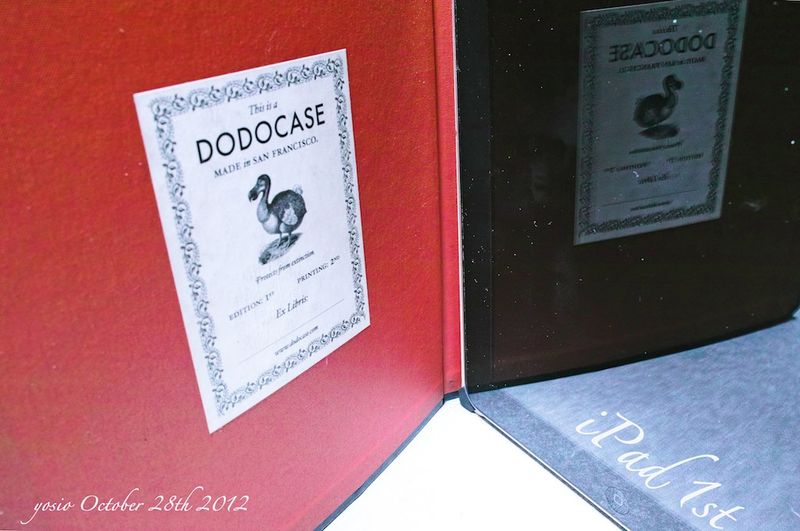 This is a
DODOCASE
MADE in SAN FRANCISCO.
Protects from extinction.
EDITION: 1ST PRINTING: 2ND
Ex Libris:
www.dodocase.com
DODOCASE
iPad 1st
yosio October 28th 2012